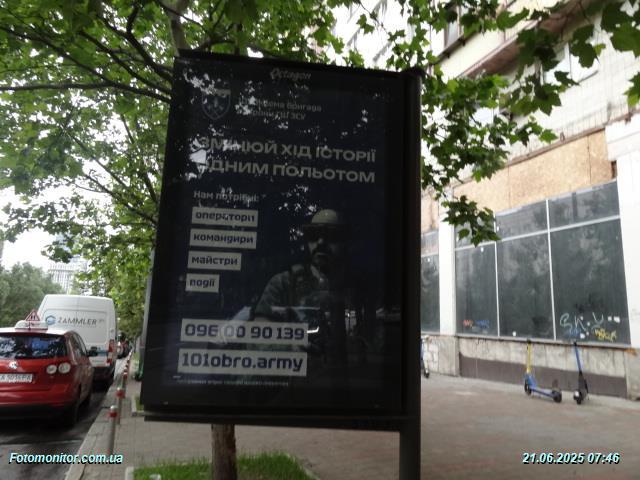 Octagon
бригада
ЗМІНЮЙ ХІД ІСТОРІЇ
ОДНИМ ПОЛЬОТОМ
Нам потрібні:
оператори
командири
майстри
водії
096 00 90 139
101obro.army
ZAMMLER
Fotomonitor.com.ua
21.06.2025 07:46